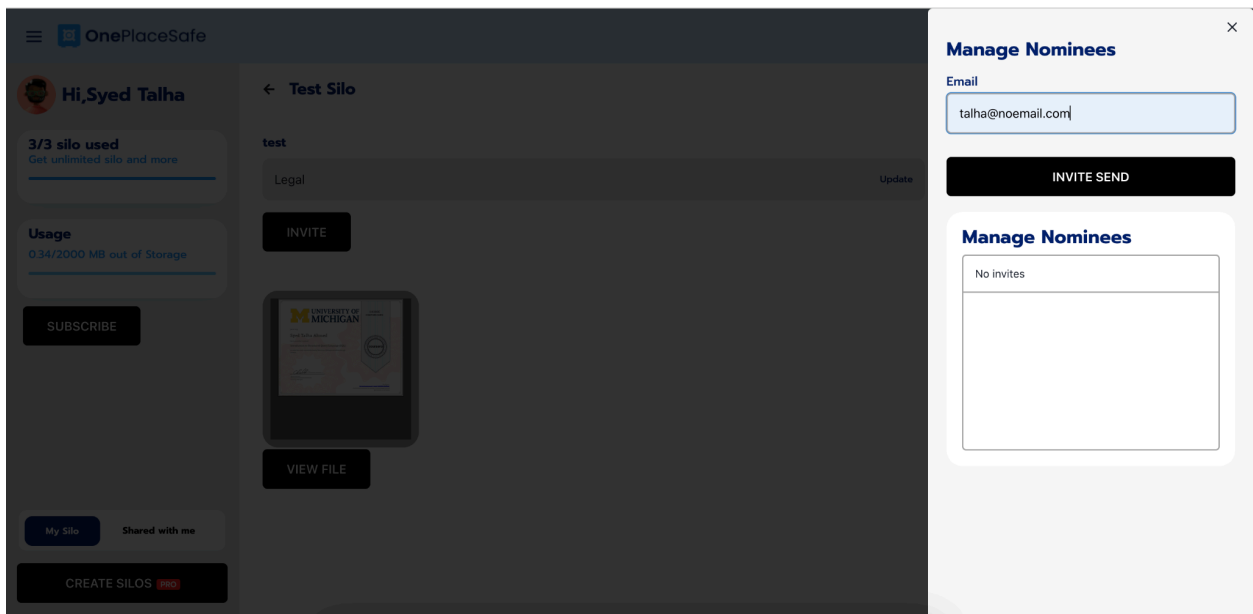 OnePlaceSafe
Hi,Syed Talha
3/3 silo used
Get unlimited silo and more
Usage
0.34/2000 MB out of Storage
SUBSCRIBE
My Silo
Shared with me
CREATE SILOS PRO
← Test Silo
test
Legal
Update
INVITE
UNIVERSITY OF
MICHIGAN
VIEW FILE
Manage Nominees
Email
talha@noemail.com
INVITE SEND
Manage Nominees
No invites